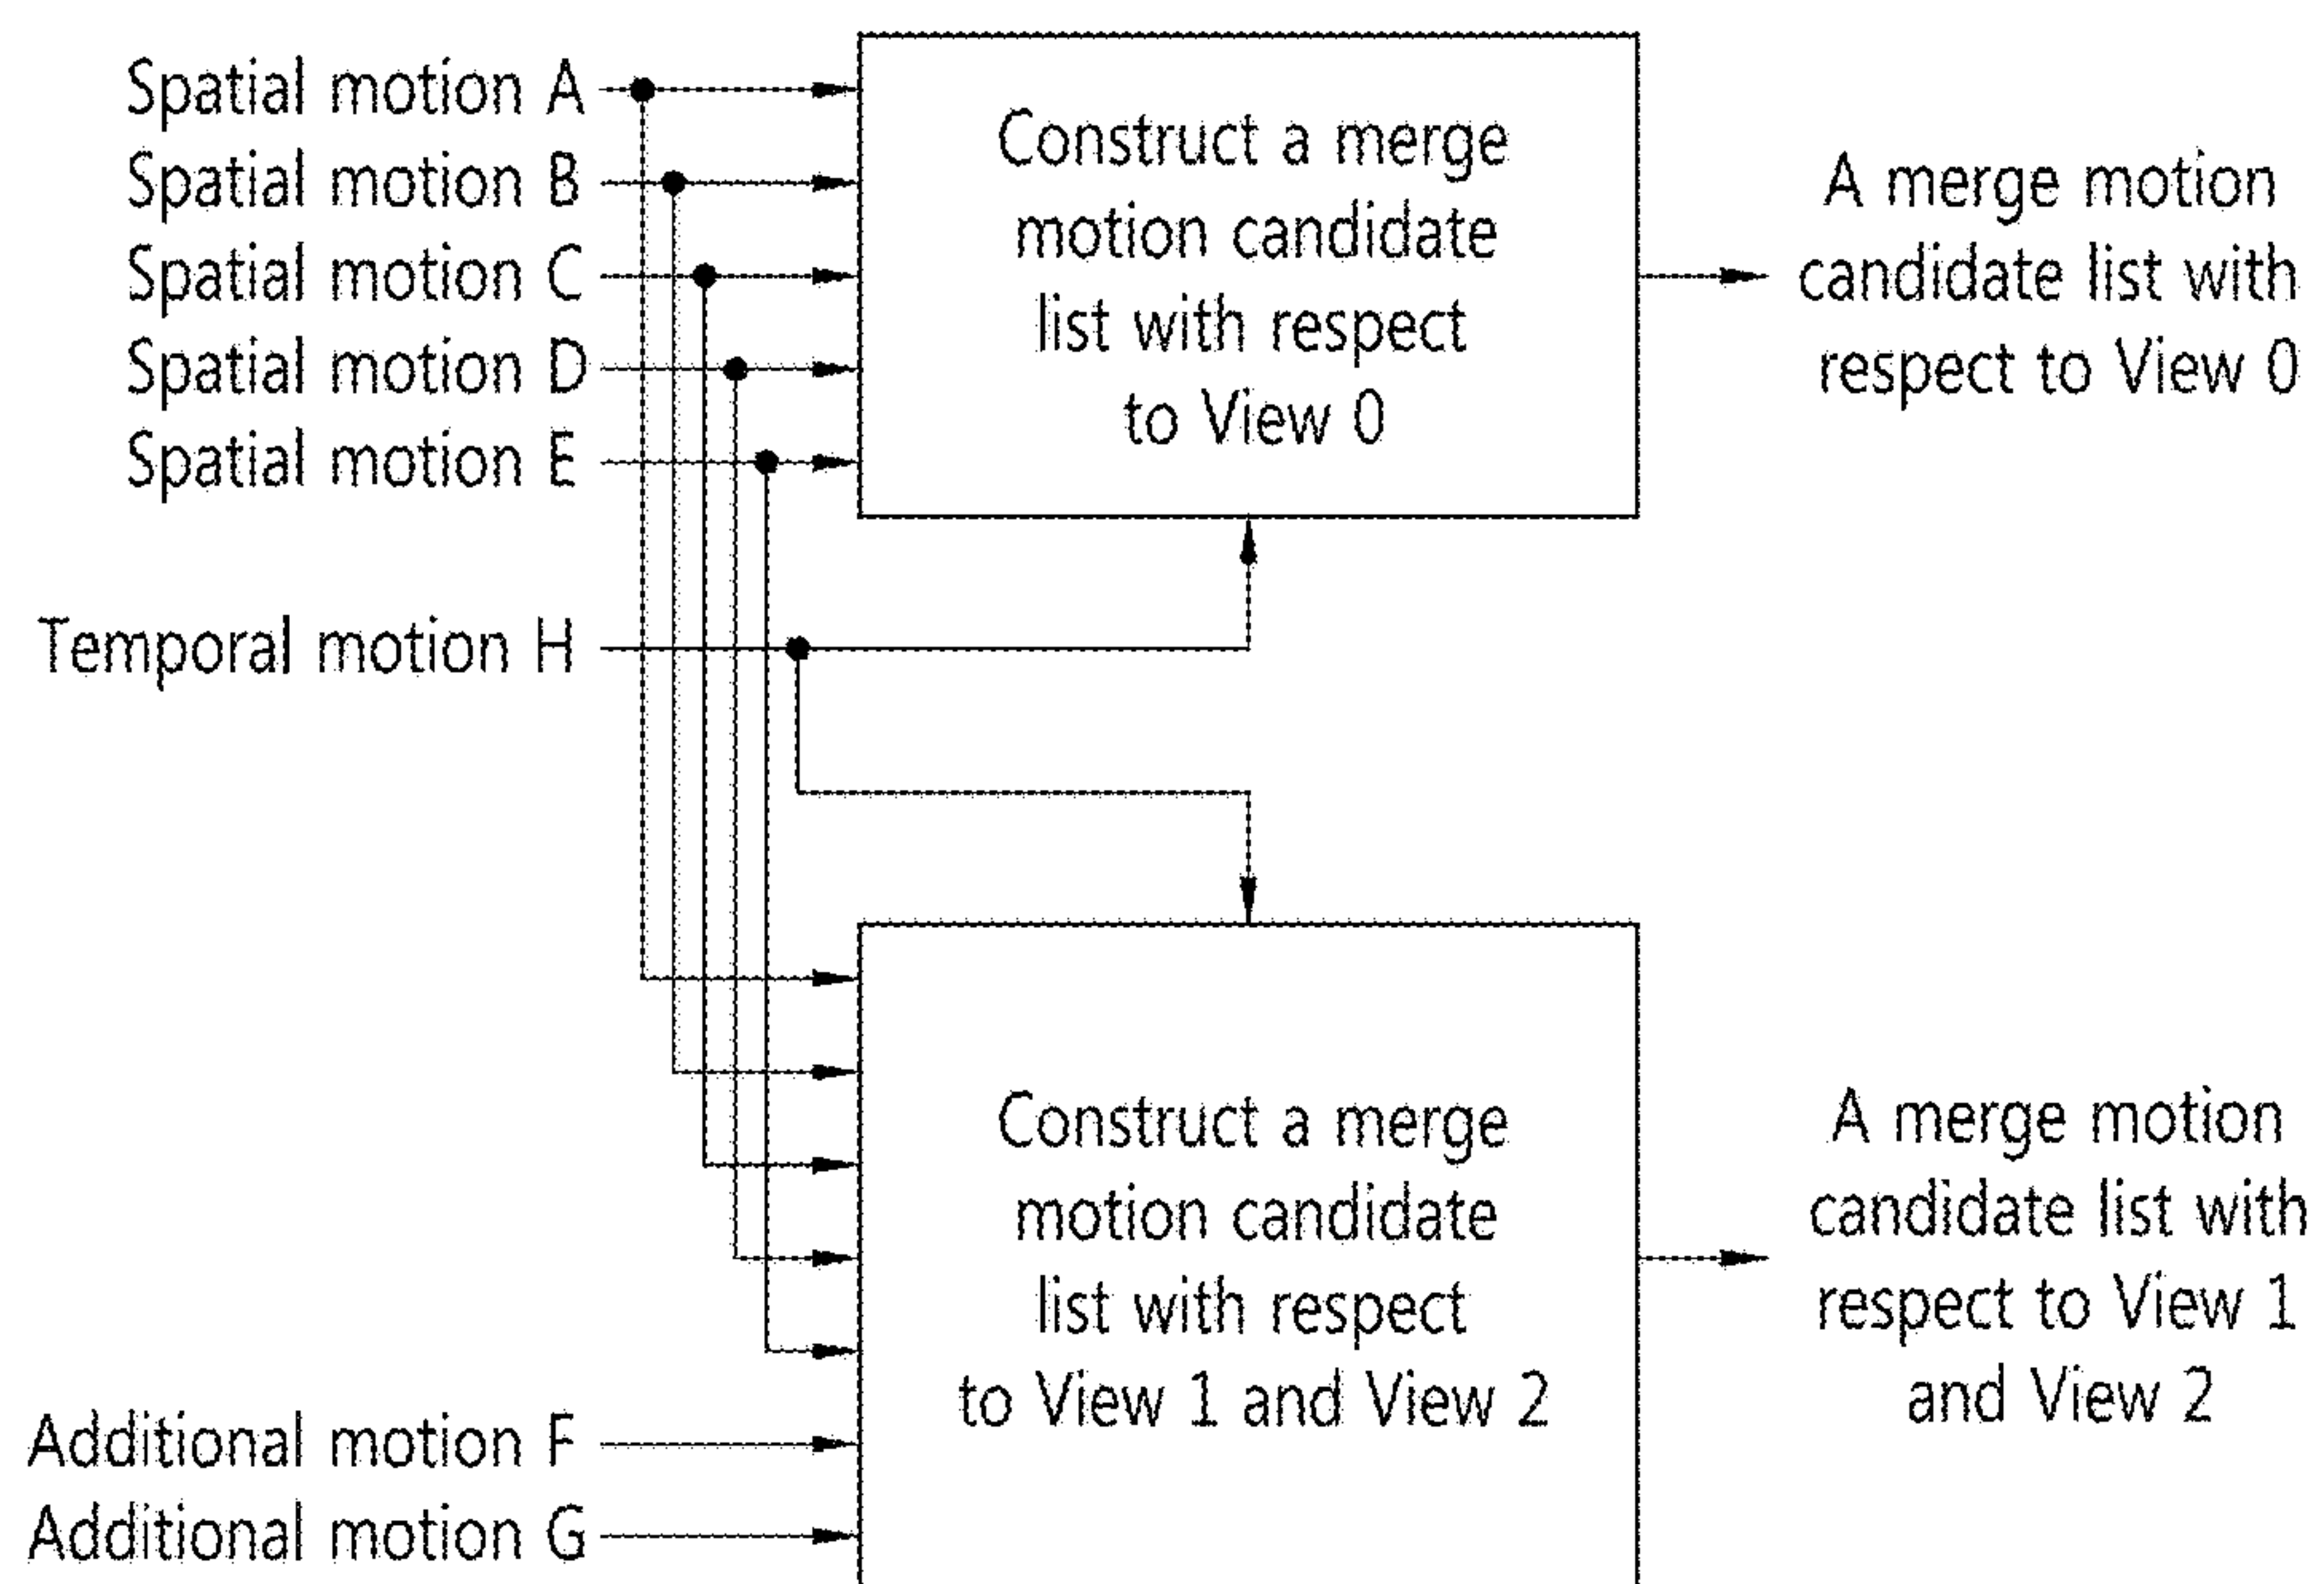 Spatial motion A
Spatial motion B
Spatial motion C
Spatial motion D
Spatial motion E
Construct a merge
motion candidate
list with respect
to View 0
A merge motion
candidate list with
respect to View 0
Temporal motion H
Construct a merge
motion candidate
list with respect
to View 1 and View 2
A merge motion
candidate list with
respect to View 1
and View 2
Additional motion F
Additional motion G